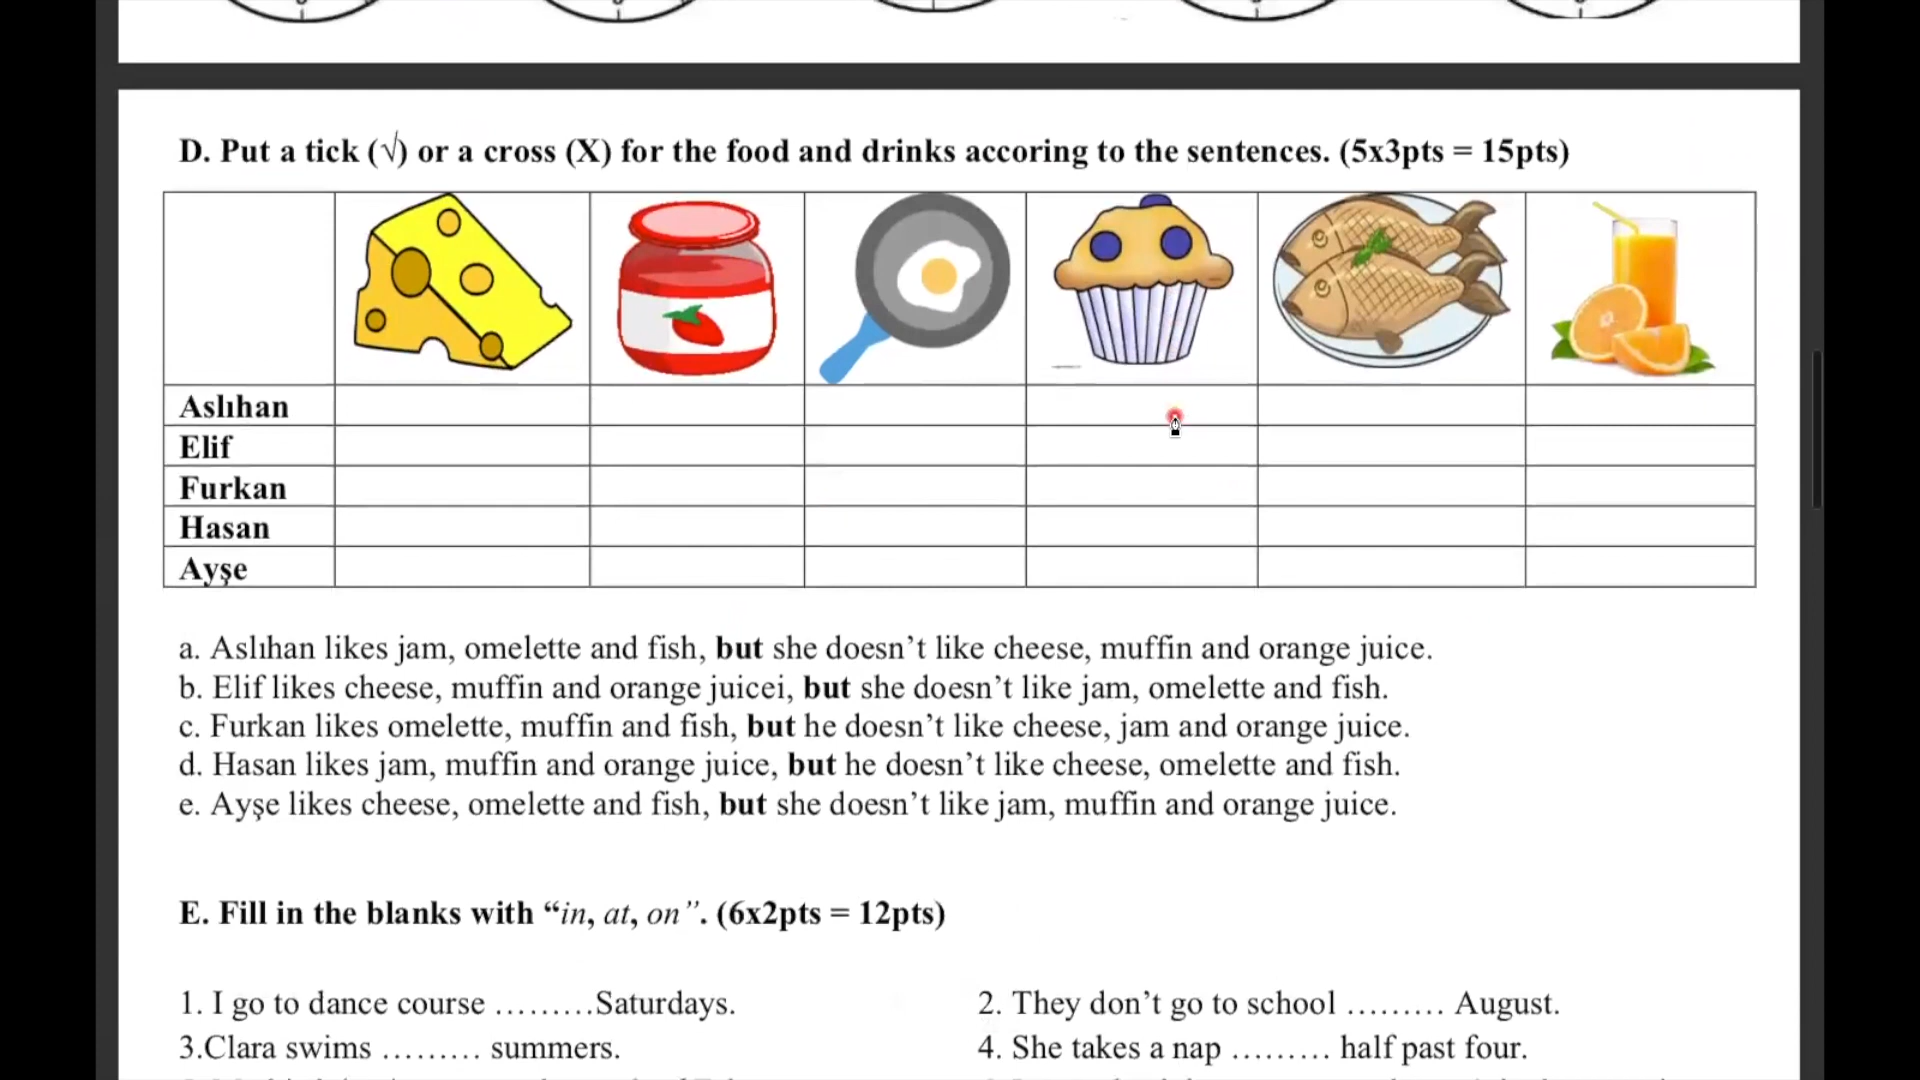 D. Put a tick (√) or a cross (X) for the food and drinks accoring to the sentences. (5x3pts = 15pts)
Aslıhan
Elif
Furkan
Hasan
Ayşe
a. Aslıhan likes jam, omelette and fish, but she doesn’t like cheese, muffin and orange juice.
b. Elif likes cheese, muffin and orange juicei, but she doesn’t like jam, omelette and fish.
c. Furkan likes omelette, muffin and fish, but he doesn’t like cheese, jam and orange juice.
d. Hasan likes jam, muffin and orange juice, but he doesn’t like cheese, omelette and fish.
e. Ayşe likes cheese, omelette and fish, but she doesn’t like jam, muffin and orange juice.
E. Fill in the blanks with “in, at, on”. (6x2pts = 12pts)
1. I go to dance course ………Saturdays.
2. They don’t go to school ……… August.
3.Clara swims ……… summers.
4. She takes a nap ……… half past four.